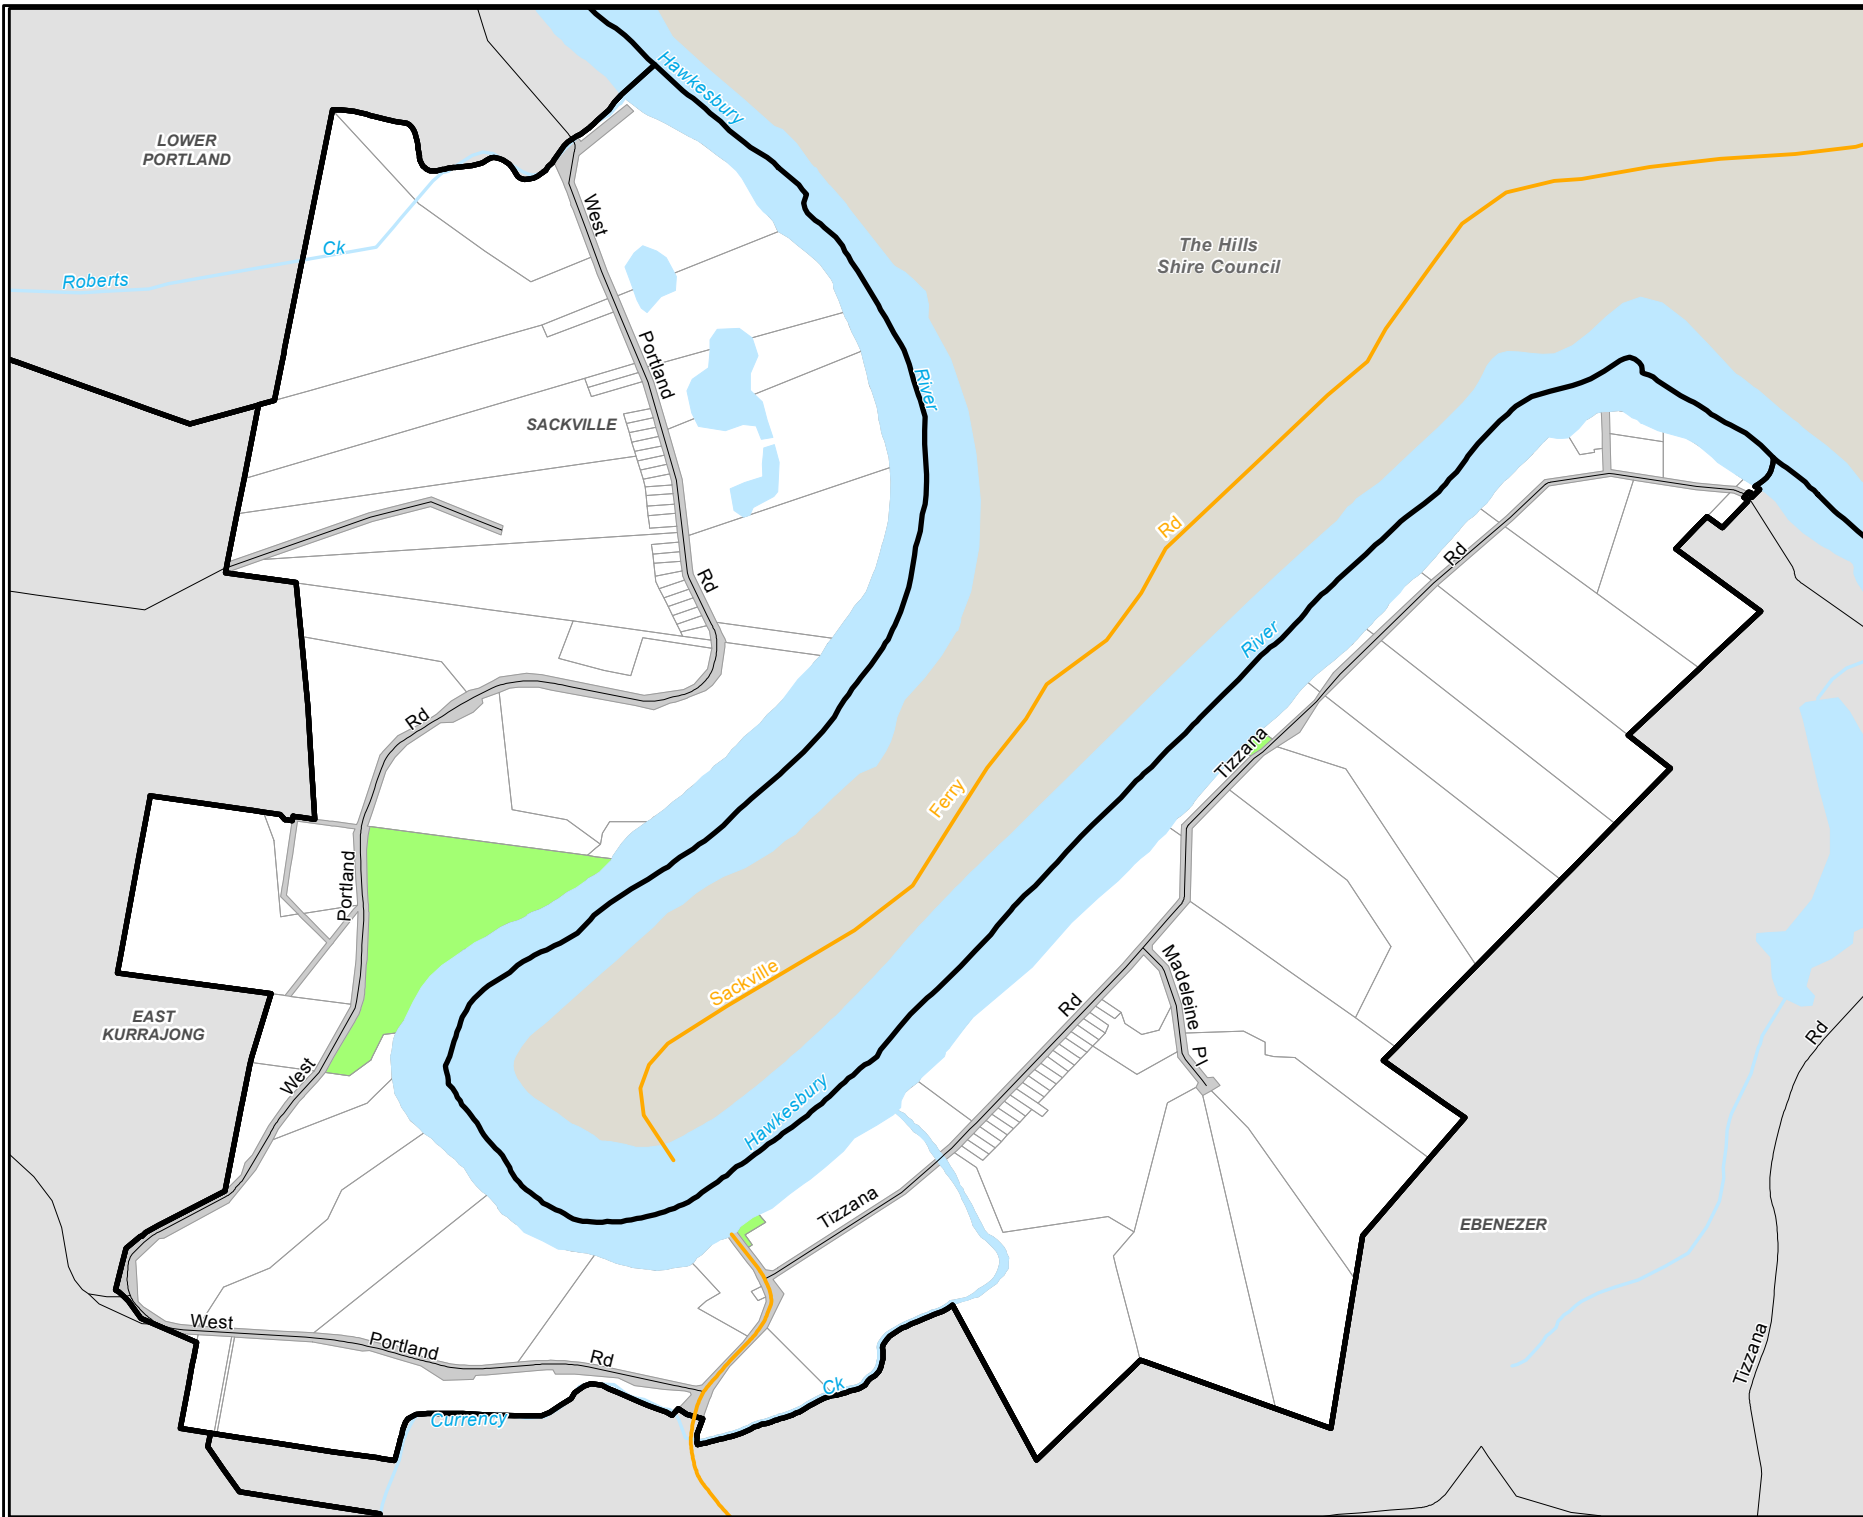 Hawkesbury
LOWER
PORTLAND
West
Ck
Roberts
The Hills
Shire Council
Portland
River
SACKVILLE
Rd
Rd
Rd
River
Rd
Tizzana
Ferry
Portland
Sackville
Madeleine
Pl
Rd
EAST
KURRAJONG
West
Hawkesbury
Rd
Tizzana
EBENEZER
West
Portland
Rd
Tizzana
Ck
Currency